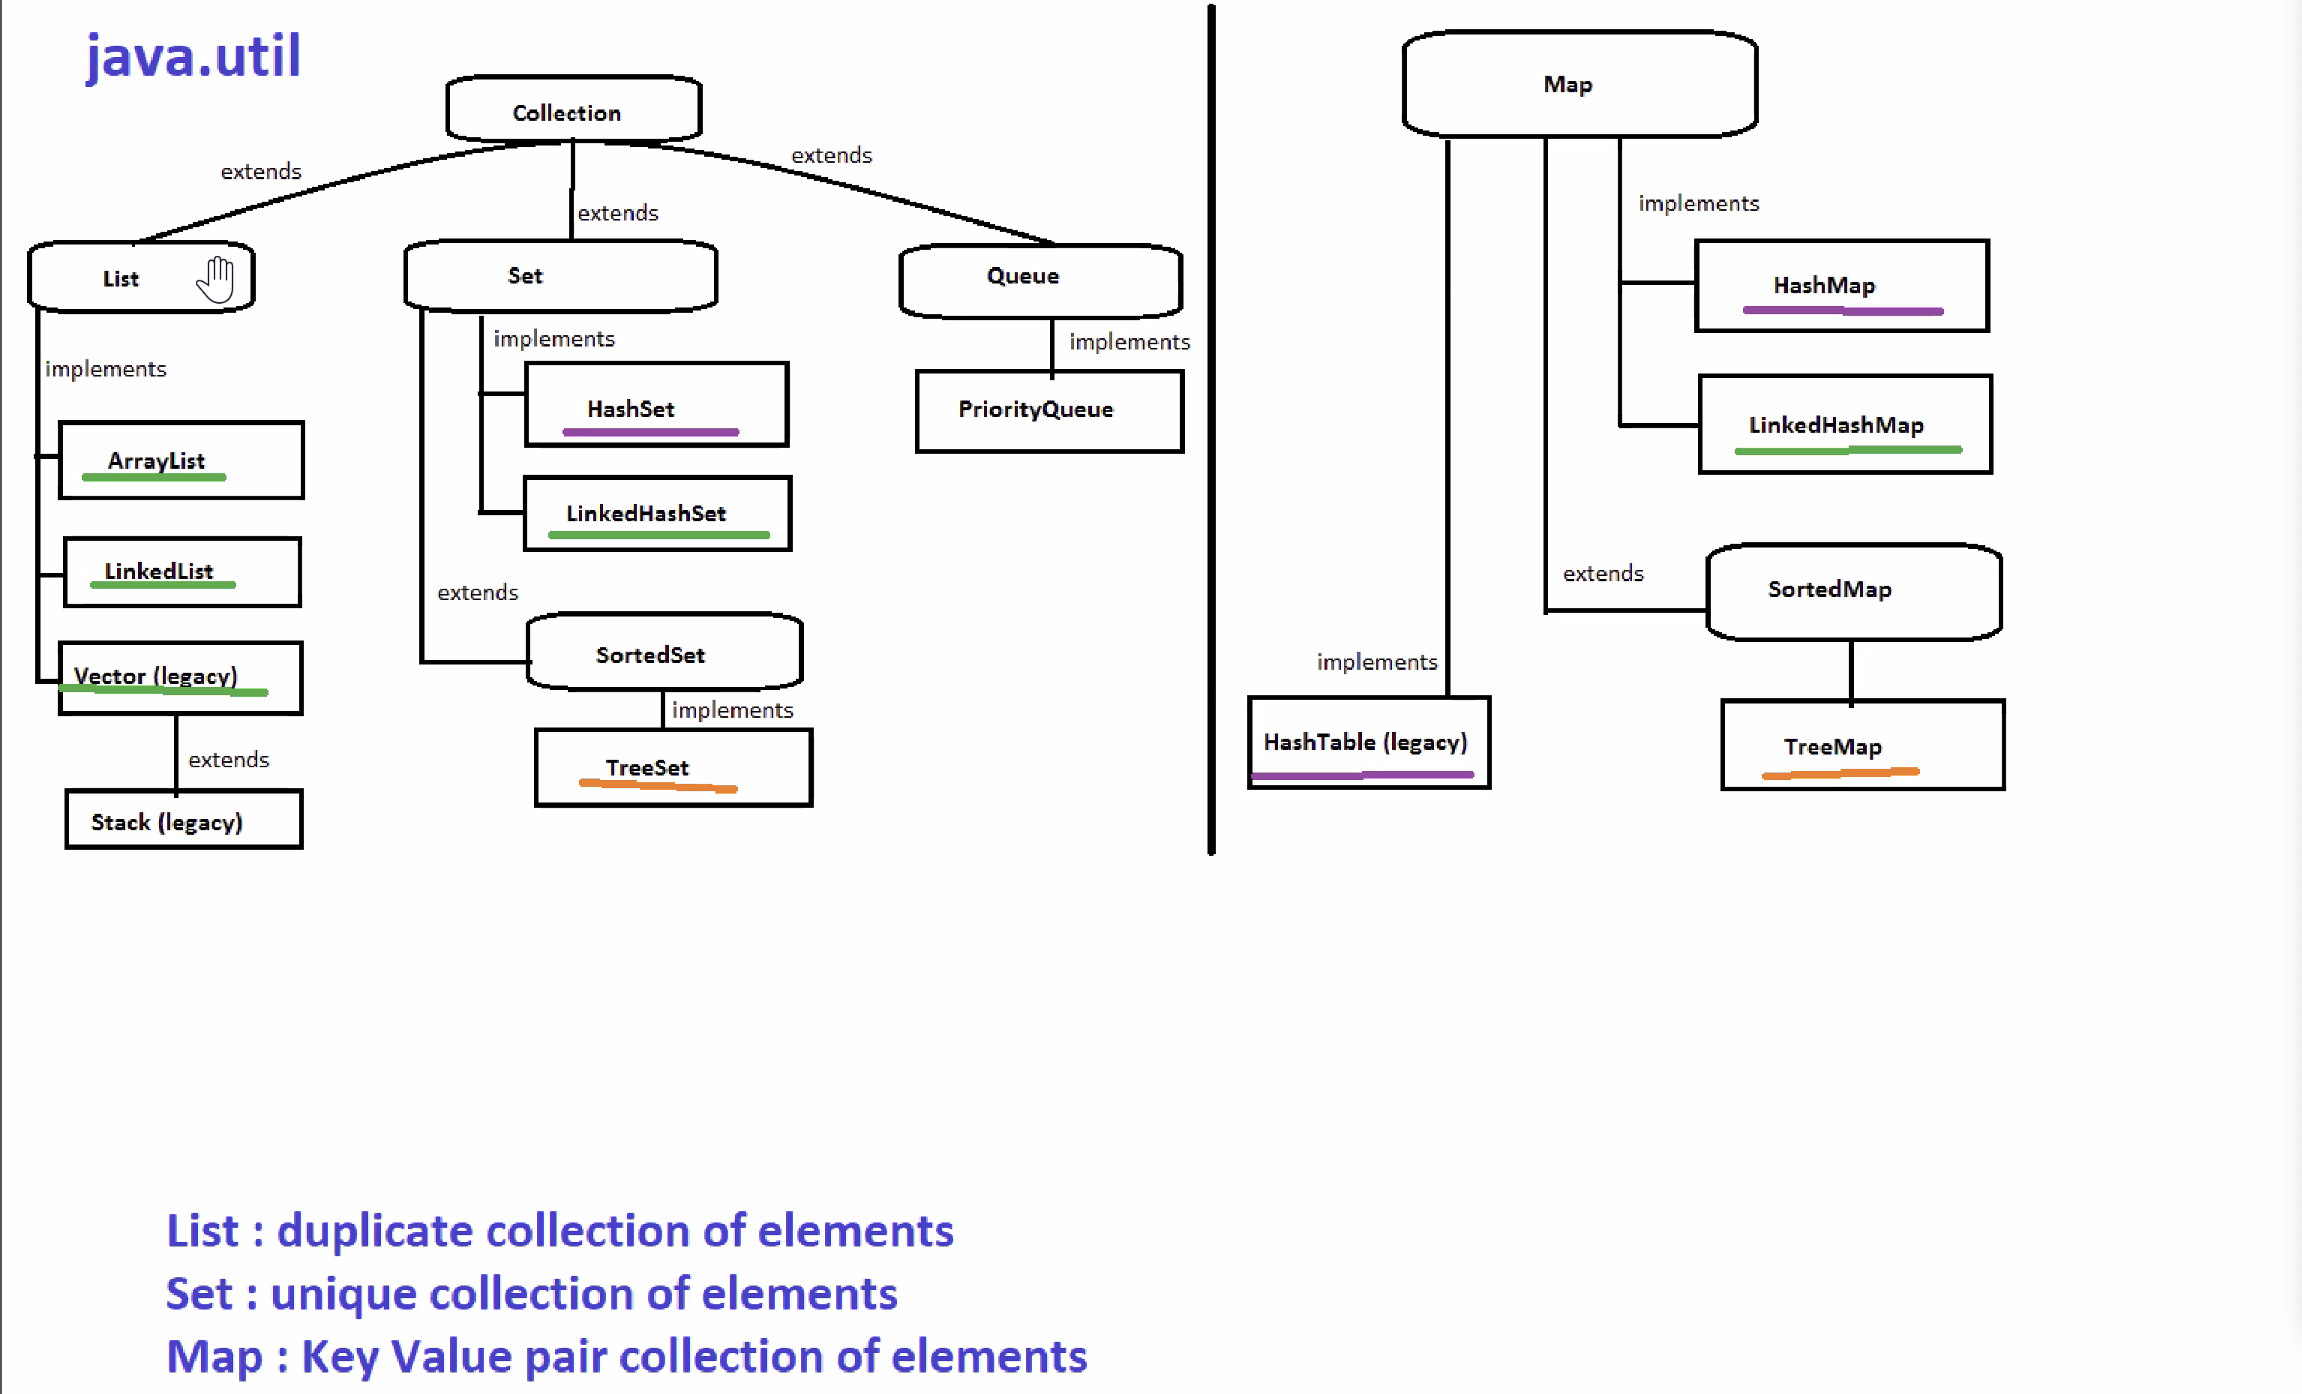 java.util
Collection
extends
extends
extends
List
Set
Queue
implements
implements
implements
ArrayList
HashSet
PriorityQueue
LinkedList
LinkedHashSet
Vector (legacy)
extends
SortedSet
extends
implements
Stack (legacy)
TreeSet
Map
implements
HashMap
LinkedHashMap
extends
SortedMap
implements
HashTable (legacy)
TreeMap
List : duplicate collection of elements
Set : unique collection of elements
Map : Key Value pair collection of elements